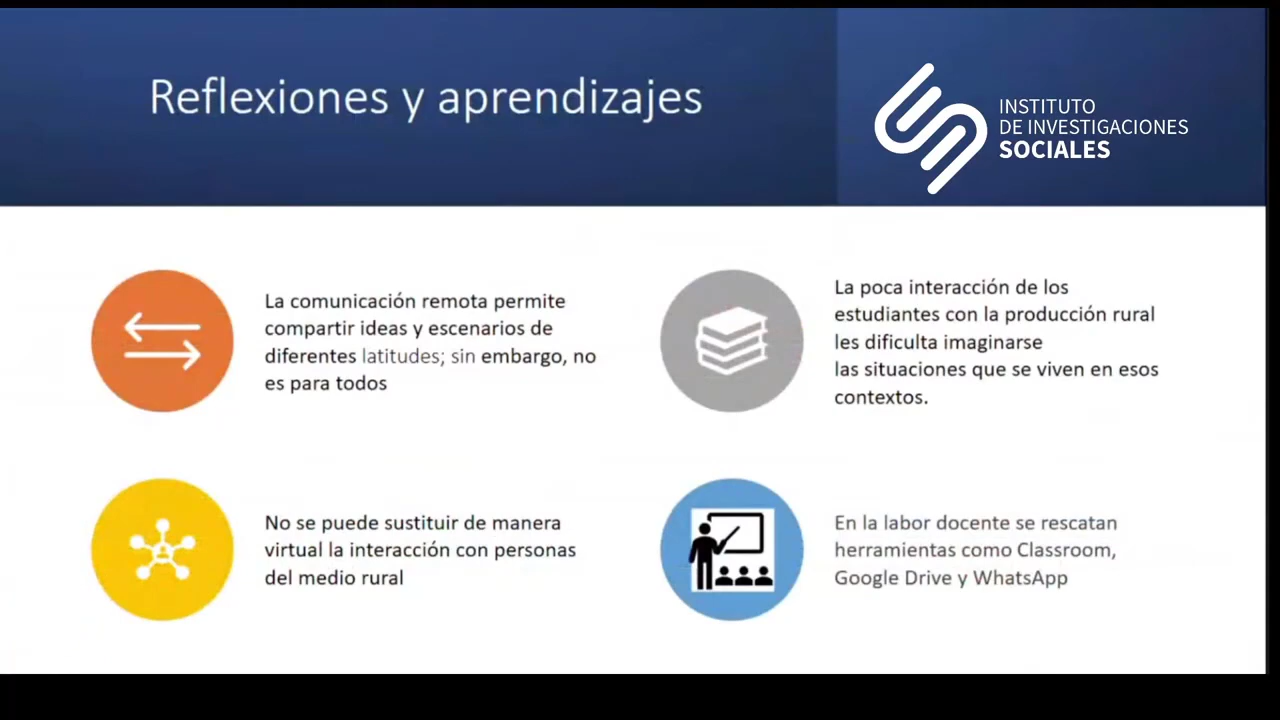 Reflexiones y aprendizajes
INSTITUTO
DE INVESTIGACIONES
SOCIALES
La comunicación remota permite
compartir ideas y escenarios de
diferentes latitudes; sin embargo, no
es para todos
La poca interacción de los
estudiantes con la producción rural
les dificulta imaginarse
las situaciones que se viven en esos
contextos.
No se puede sustituir de manera
virtual la interacción con personas
del medio rural
En la labor docente se rescatan
herramientas como Classroom,
Google Drive y WhatsApp